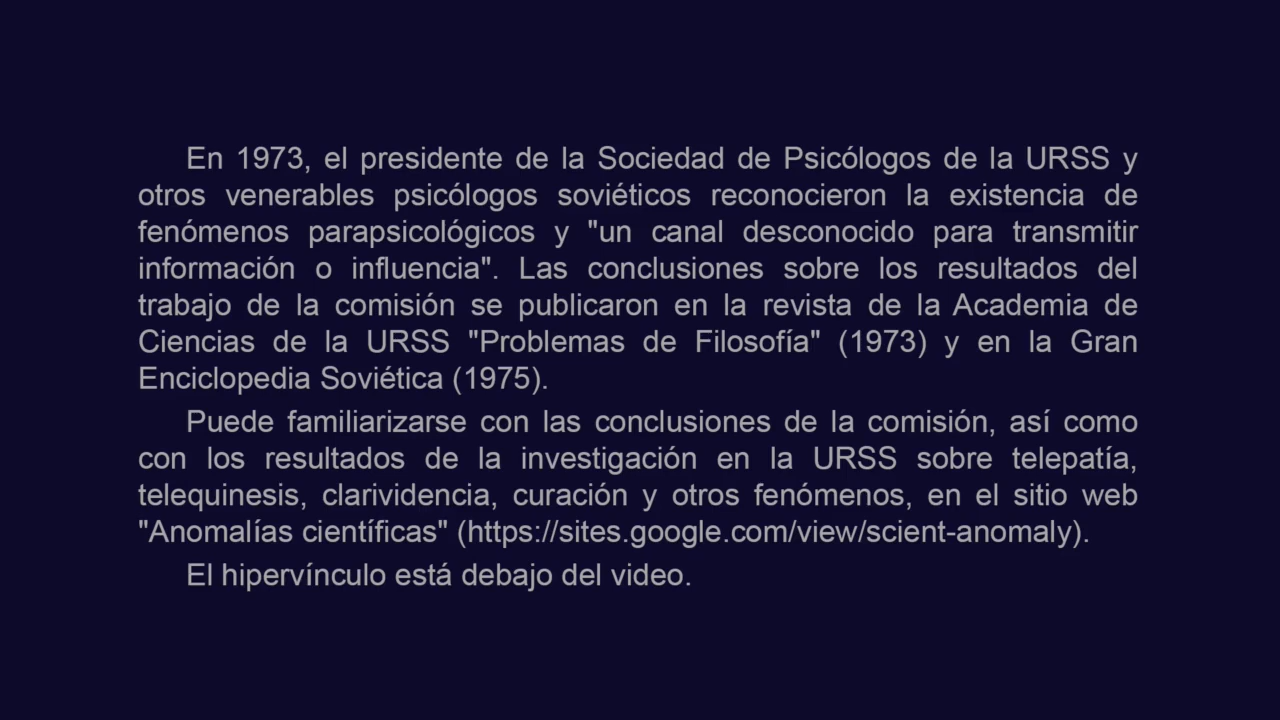 En 1973, el presidente de la Sociedad de Psicólogos de la URSS y
otros venerables psicólogos soviéticos reconocieron la existencia de
fenómenos parapsicológicos y "un canal desconocido para transmitir
información o influencia". Las conclusiones sobre los resultados del
trabajo de la comisión se publicaron en la revista de la Academia de
Ciencias de la URSS "Problemas de Filosofía" (1973) y en la Gran
Enciclopedia Soviética (1975).
Puede familiarizarse con las conclusiones de la comisión, así como
con los resultados de la investigación en la URSS sobre telepatía,
telequinesis, clarividencia, curación y otros fenómenos, en el sitio web
"Anomalías científicas" (https://sites.google.com/view/scient-anomaly).
El hipervínculo está debajo del video.